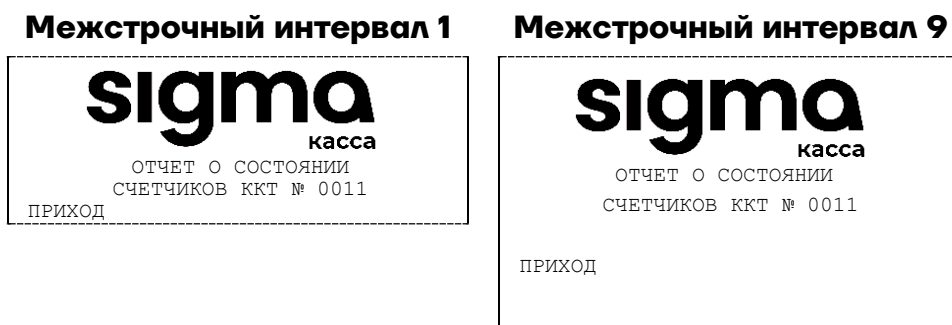 Межстрочный интервал 1
sigma
касса
ОТЧЕТ О СОСТОЯНИИ
СЧЕТЧИКОВ ККТ № 0011
ПРИХОД
Межстрочный интервал 9
sigma
касса
ОТЧЕТ О СОСТОЯНИИ
СЧЕТЧИКОВ ККТ № 0011
ПРИХОД